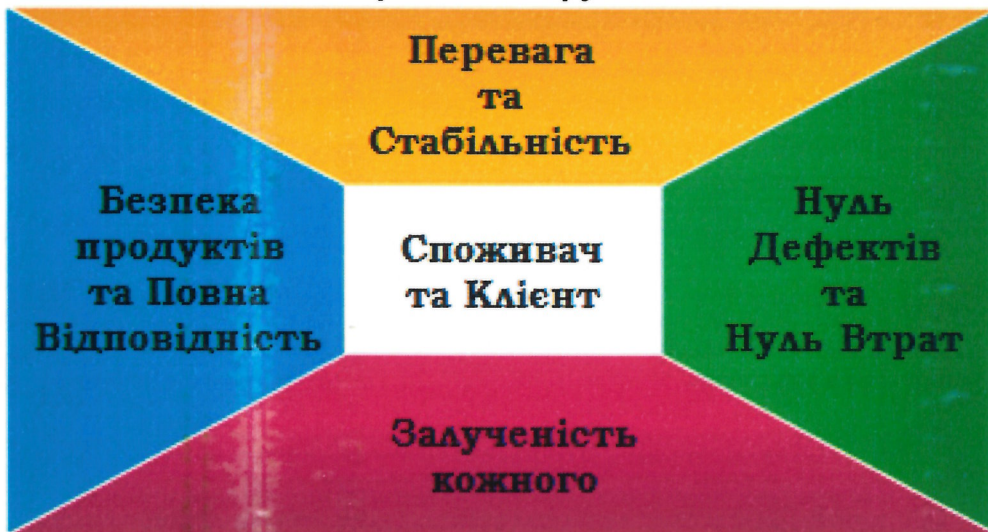 Перевага
та
Стабільність
Безпека
продуктів
та Повна
Відповідність
Споживач
та Клієнт
Нуль
Дефектів
та
Нуль Втрат
Залученість
кожного